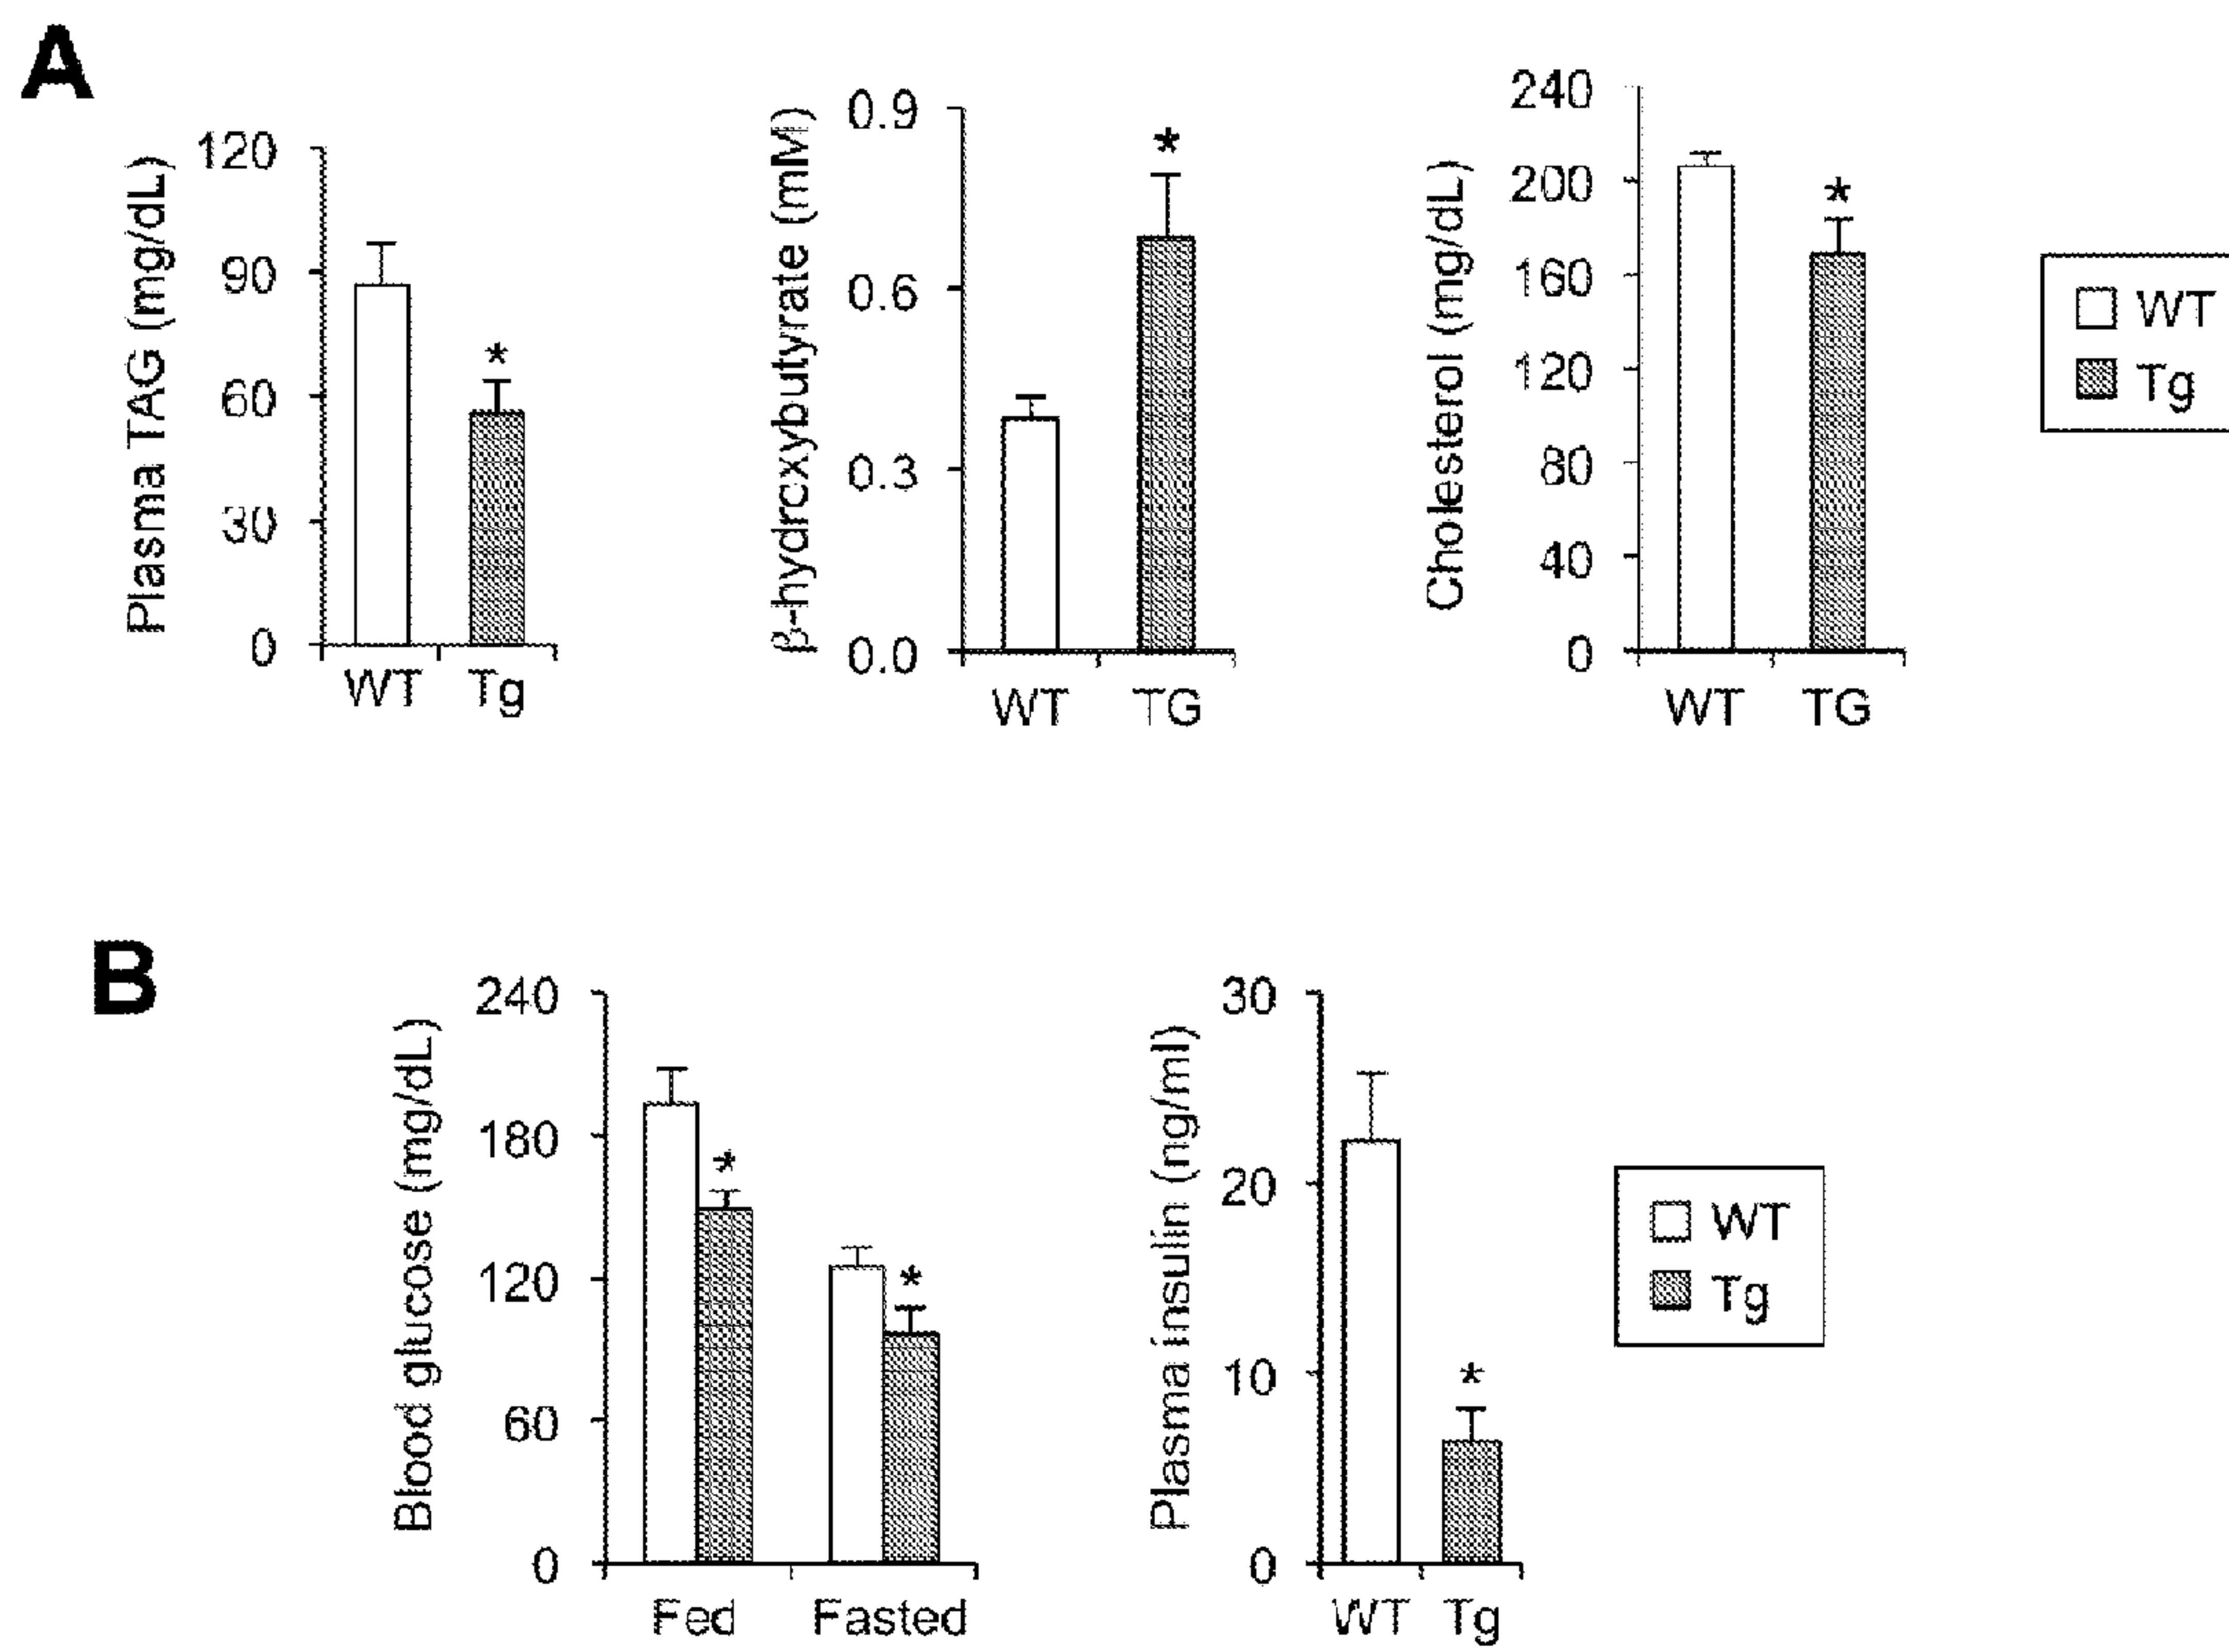 A
Plasma TAG (mg/dL)
120
90
60
30
0
*
WT Tg
β-hydroxybutyrate (mM)
0.9
0.6
0.3
0.0
*
WT TG
Cholesterol (mg/dL)
240
200
160
120
80
40
0
*
WT TG
WT
Tg
B
Blood glucose (mg/dL)
240
180
120
60
0
*
*
Fed Fasted
Plasma insulin (ng/ml)
30
20
10
0
*
WT Tg
WT
Tg